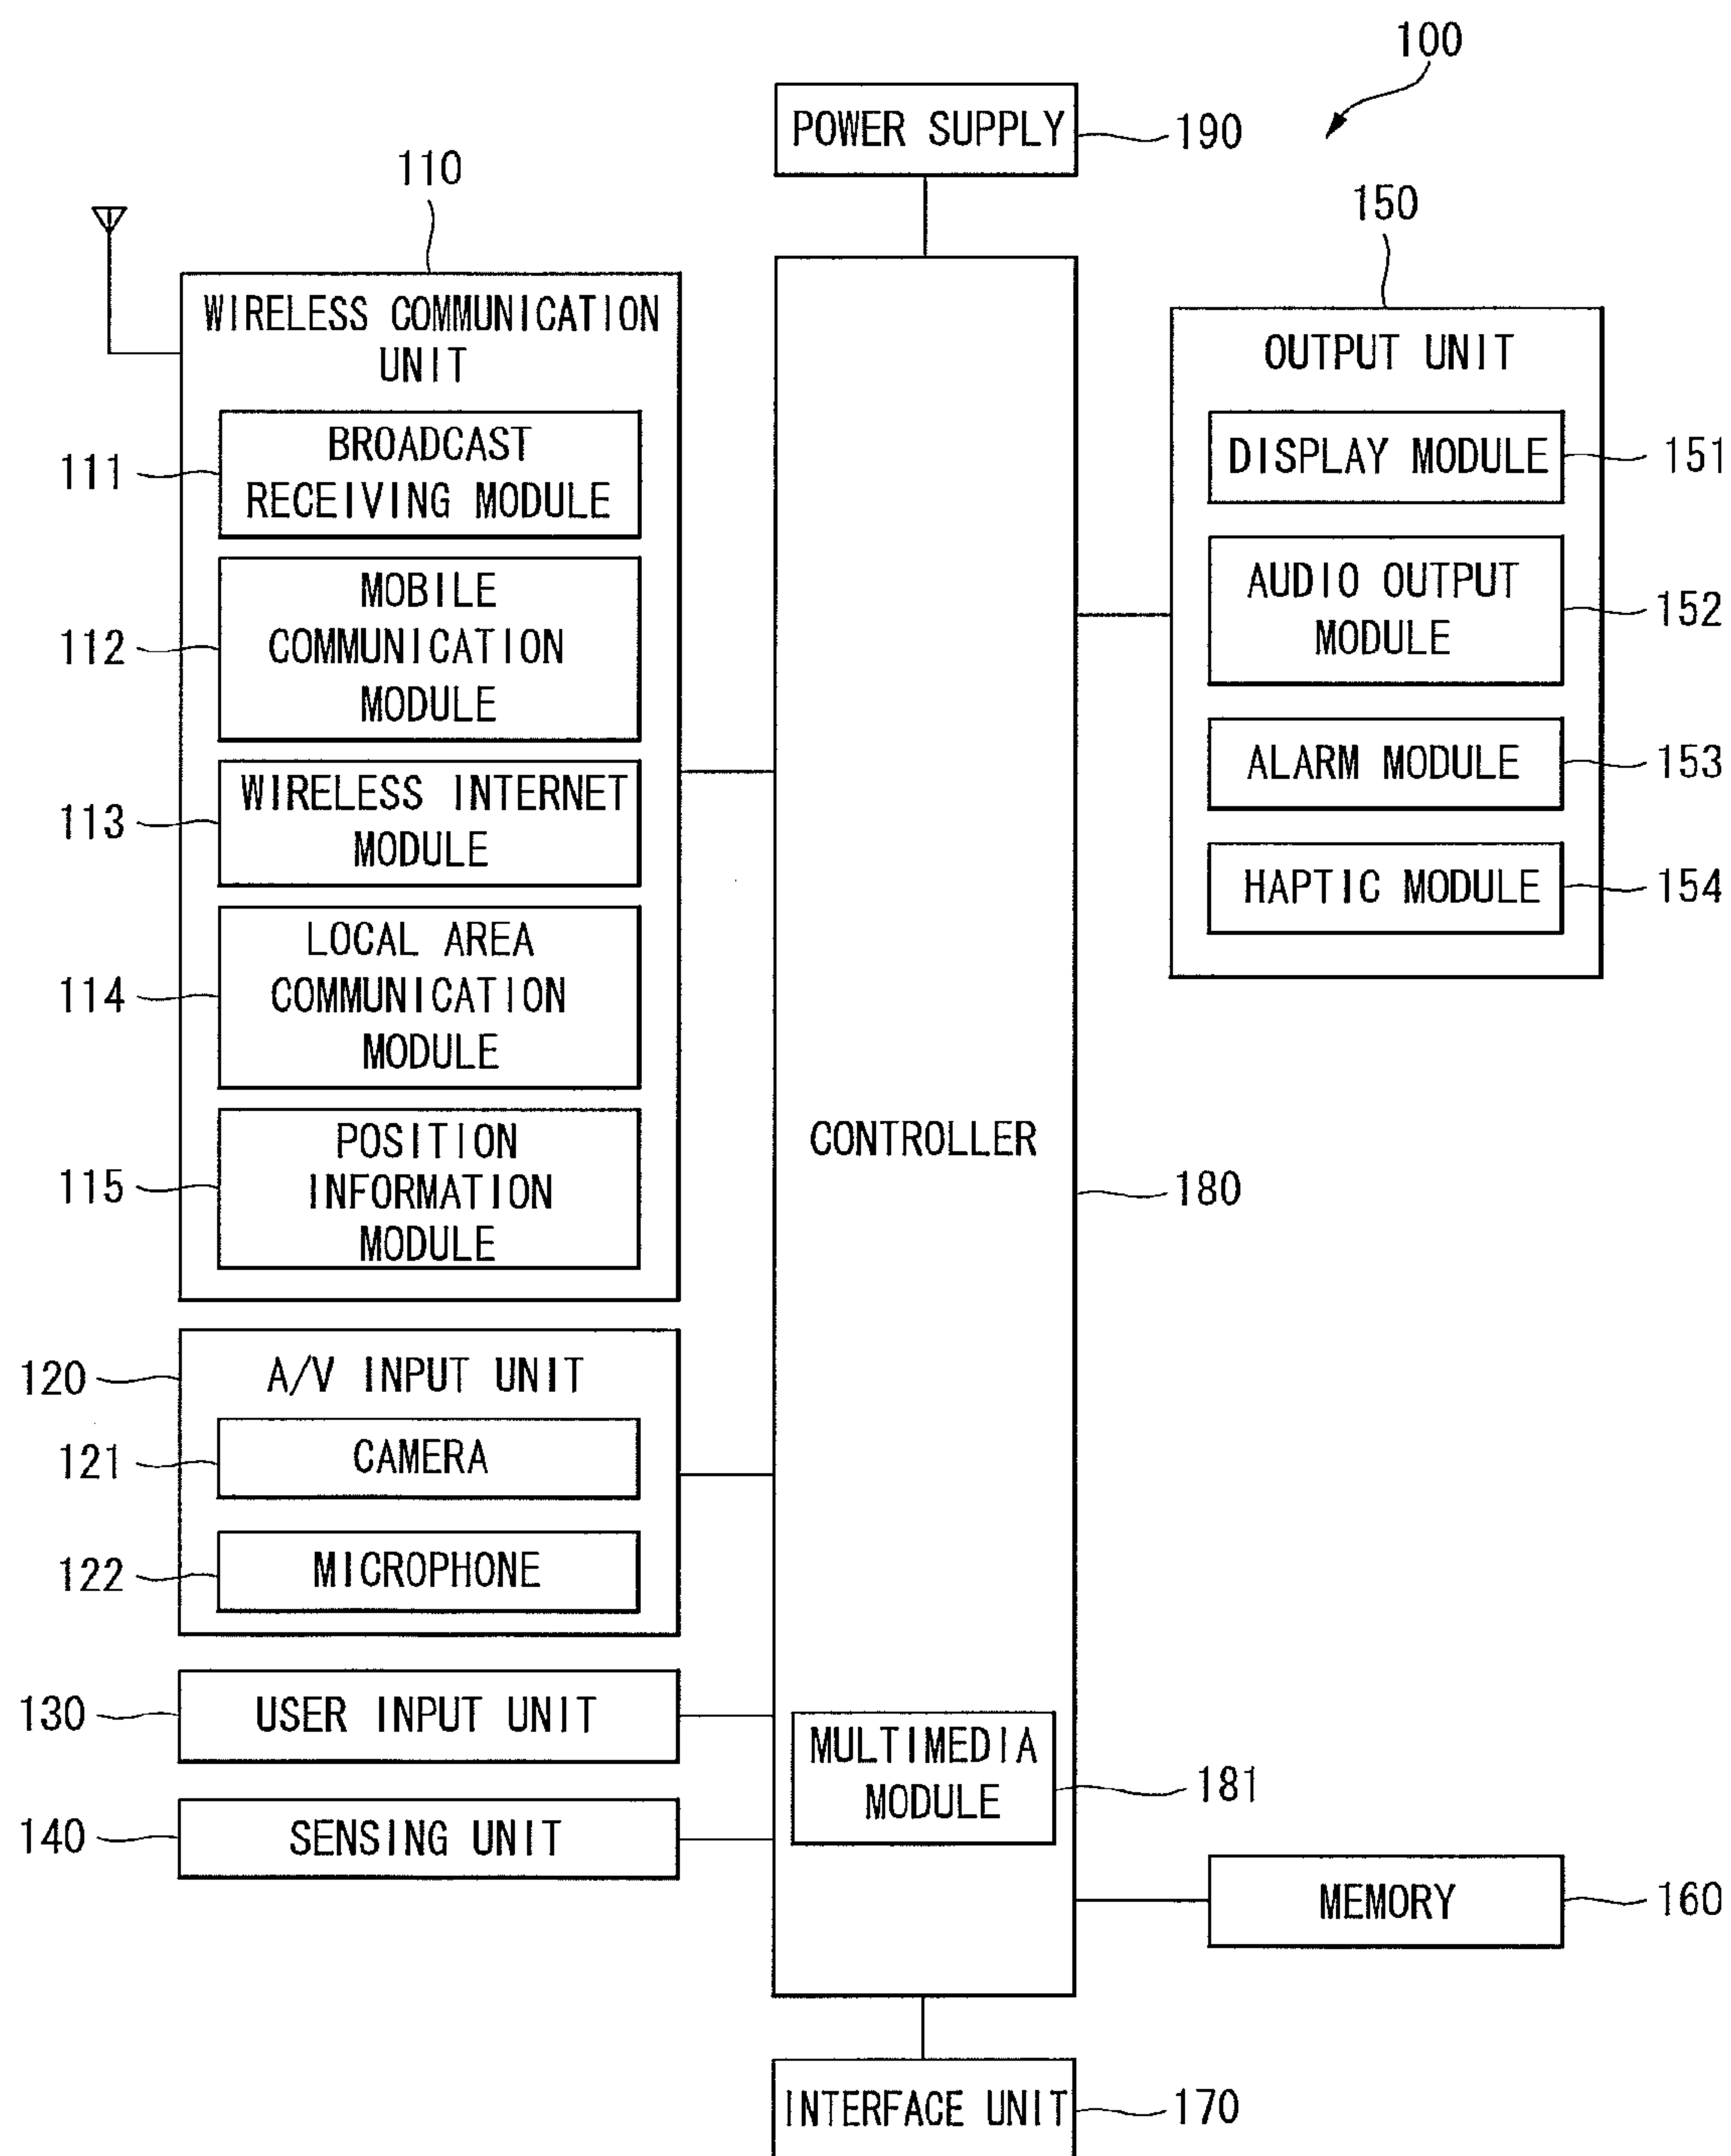 100
POWER SUPPLY
190
110
150
WIRELESS COMMUNICATION
UNIT
111
BROADCAST
RECEIVING MODULE
112
MOBILE
COMMUNICATION
MODULE
113
WIRELESS INTERNET
MODULE
114
LOCAL AREA
COMMUNICATION
MODULE
115
POSITION
INFORMATION
MODULE
OUTPUT UNIT
DISPLAY MODULE
151
AUDIO OUTPUT
MODULE
152
ALARM MODULE
153
HAPTIC MODULE
154
CONTROLLER
180
120
A/V INPUT UNIT
121
CAMERA
122
MICROPHONE
130
USER INPUT UNIT
140
SENSING UNIT
MULTIMEDIA
MODULE
181
MEMORY
160
INTERFACE UNIT
170